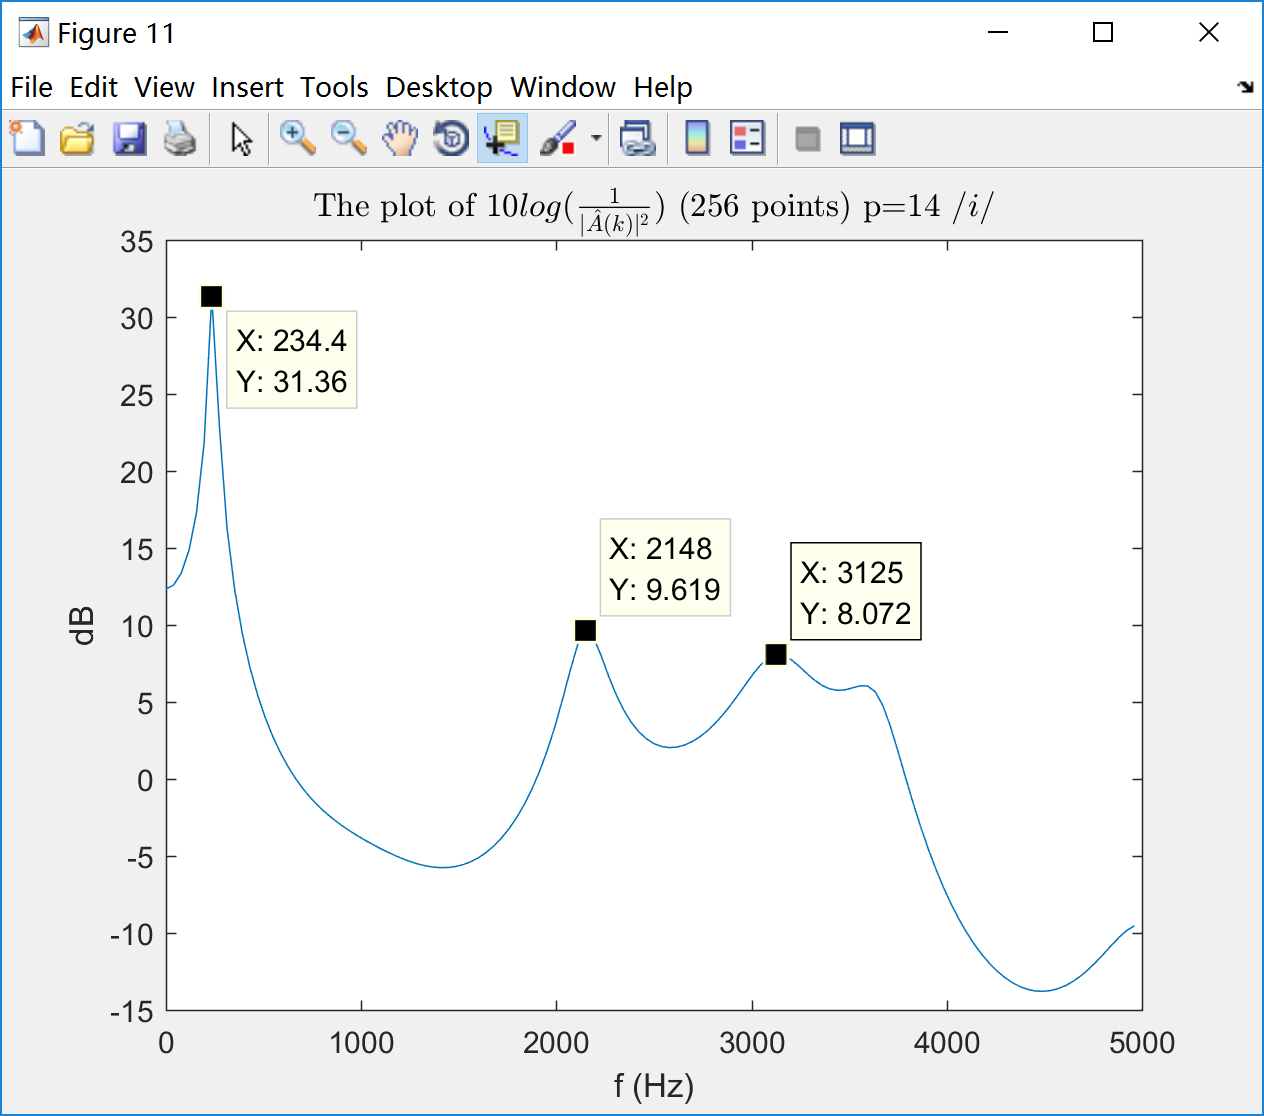 Figure 11
File Edit View Insert Tools Desktop Window Help
The plot of 10log(1/|Â(k)|²) (256 points) p=14 /i/
35
30
25
20
15
10
5
0
-5
-10
-15
dB
X: 234.4
Y: 31.36
X: 2148
Y: 9.619
X: 3125
Y: 8.072
0 1000 2000 3000 4000 5000
f (Hz)